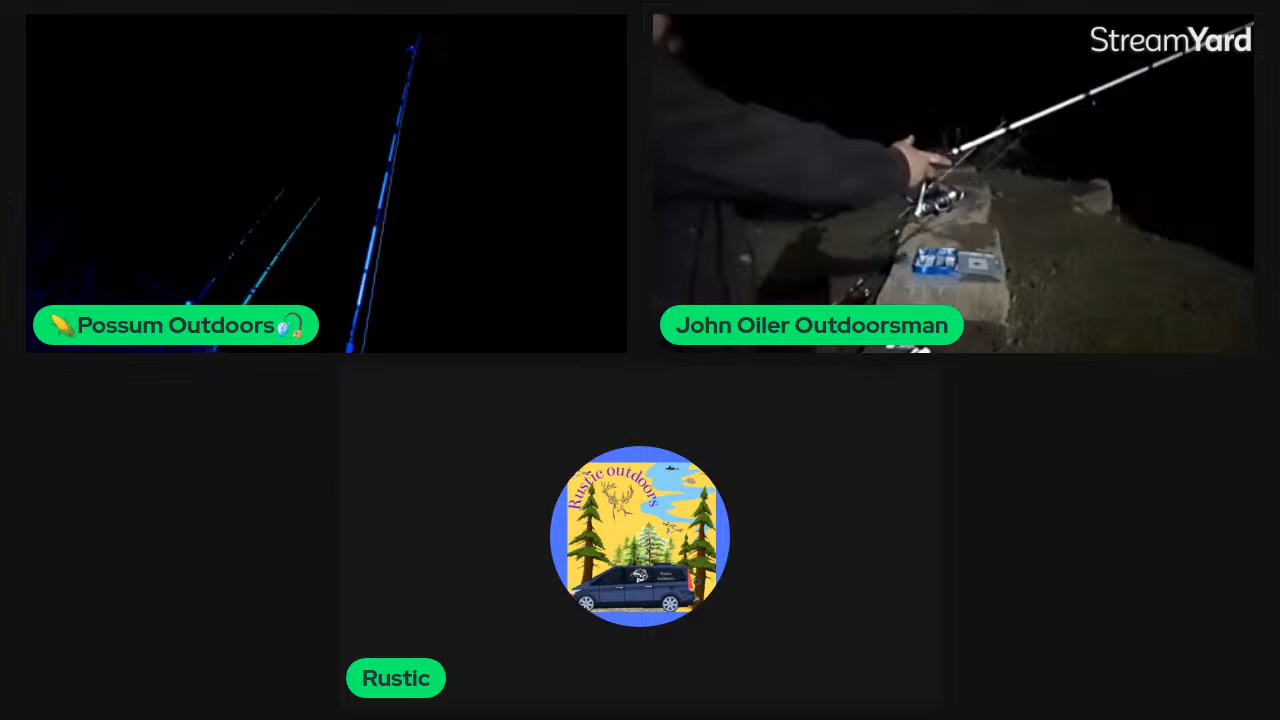 StreamYard
🌽Possum Outdoors🎣
John Oiler Outdoorsman
Rustic outdoors
Rustic